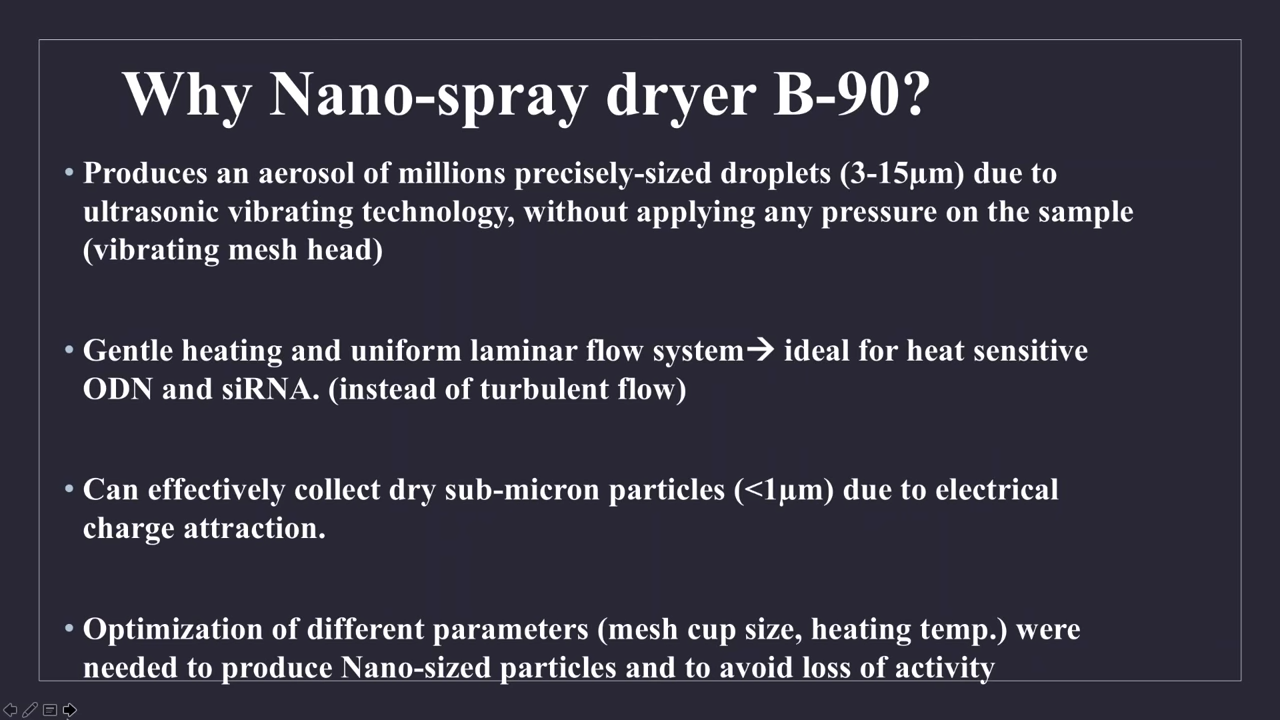 Why Nano-spray dryer B-90?
• Produces an aerosol of millions precisely-sized droplets (3-15µm) due to
ultrasonic vibrating technology, without applying any pressure on the sample
(vibrating mesh head)
• Gentle heating and uniform laminar flow system→ ideal for heat sensitive
ODN and siRNA. (instead of turbulent flow)
• Can effectively collect dry sub-micron particles (<1µm) due to electrical
charge attraction.
• Optimization of different parameters (mesh cup size, heating temp.) were
needed to produce Nano-sized particles and to avoid loss of activity